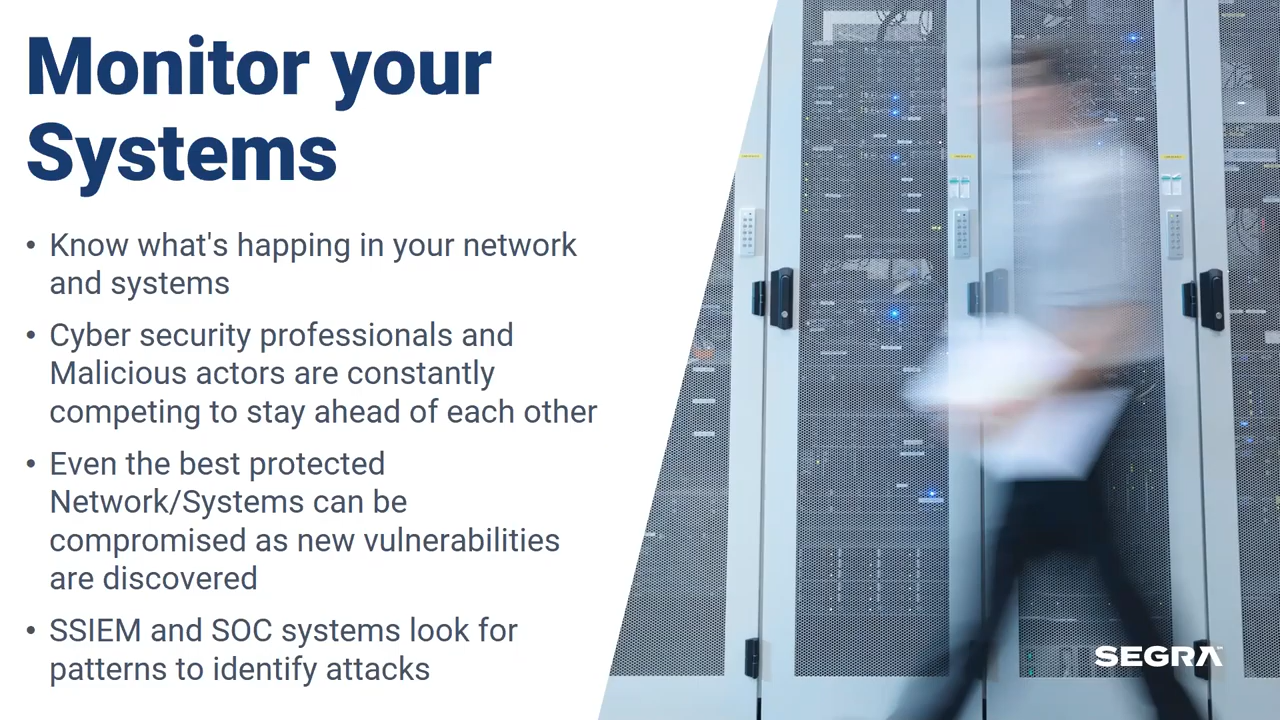 Monitor your
Systems
• Know what's happing in your network
and systems
• Cyber security professionals and
Malicious actors are constantly
competing to stay ahead of each other
• Even the best protected
Network/Systems can be
compromised as new vulnerabilities
are discovered
• SSIEM and SOC systems look for
patterns to identify attacks
SEGRA